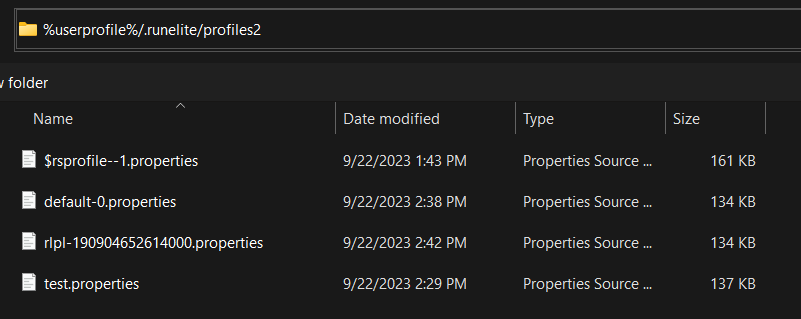 %userprofile%/.runelite/profiles2
w folder
Name Date modified Type Size
$rsprofile--1.properties 9/22/2023 1:43 PM Properties Source ... 161 KB
default-0.properties 9/22/2023 2:38 PM Properties Source ... 134 KB
rlpl-190904652614000.properties 9/22/2023 2:42 PM Properties Source ... 134 KB
test.properties 9/22/2023 2:29 PM Properties Source ... 137 KB